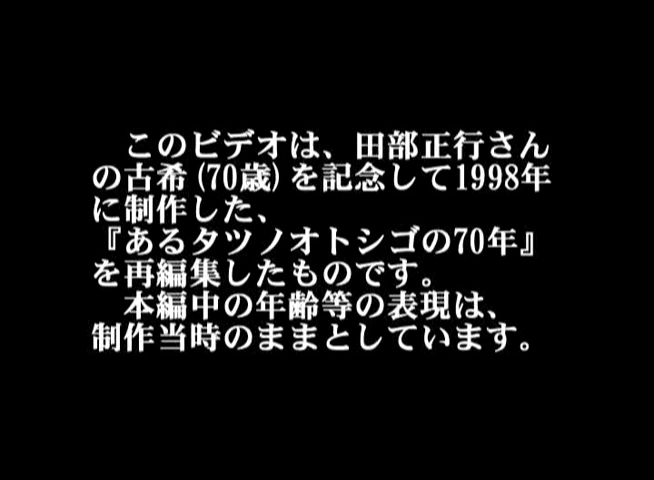 このビデオは、田部正行さん
の古希(70歳)を記念して1998年
に制作した、
『あるタツノオトシゴの70年』
を再編集したものです。
本編中の年齢等の表現は、
制作当時のままとしています。